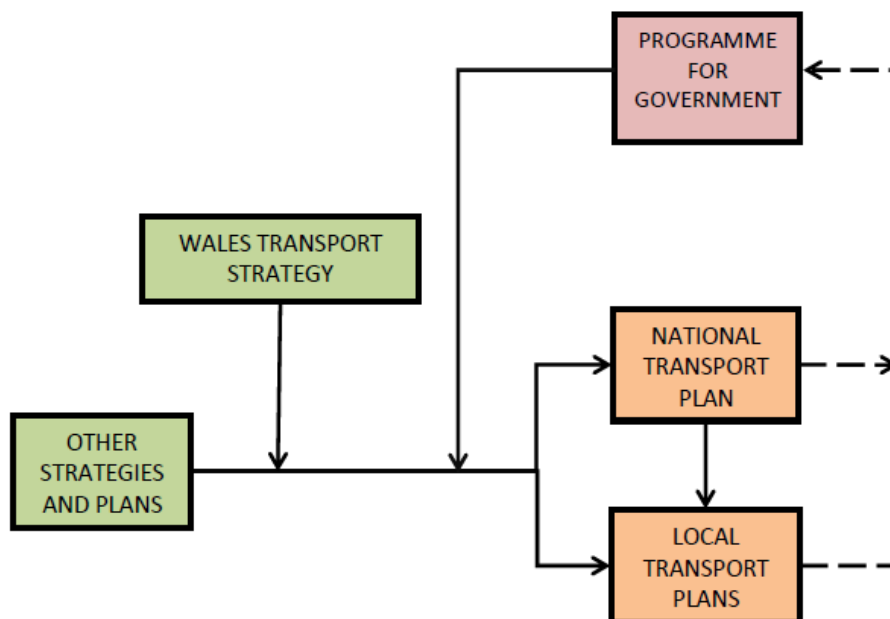 PROGRAMME
FOR
GOVERNMENT
WALES TRANSPORT
STRATEGY
NATIONAL
TRANSPORT
PLAN
OTHER
STRATEGIES
AND PLANS
LOCAL
TRANSPORT
PLANS